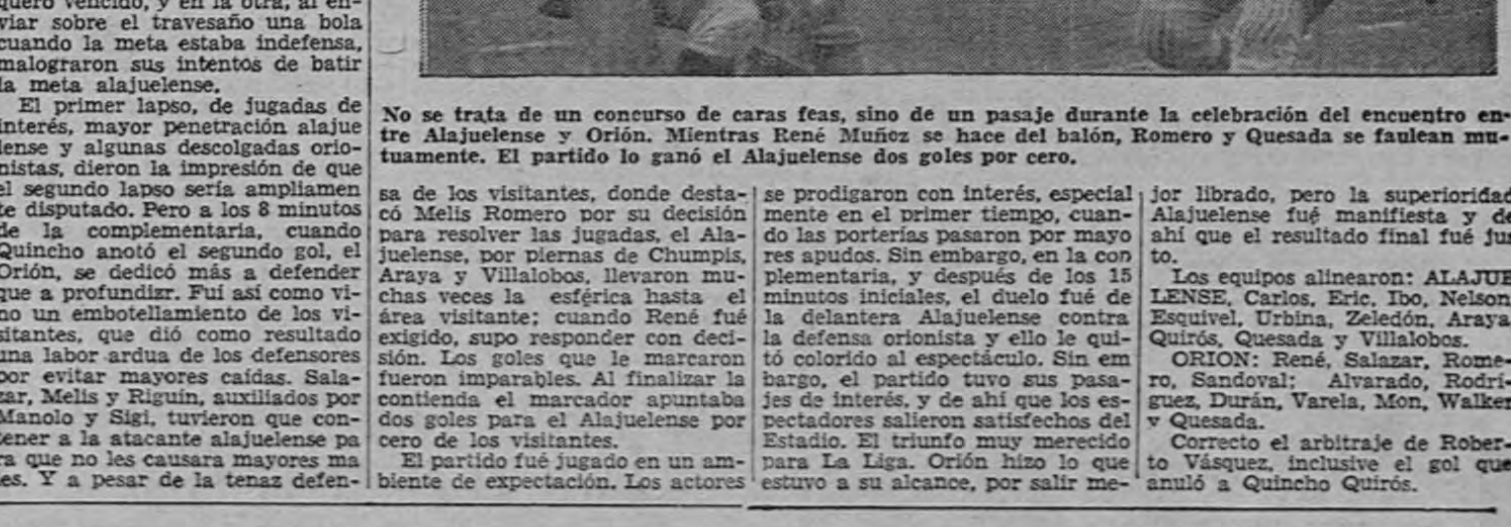 vencido, y en la otra, al en-
viar sobre el travesaño una bola
cuando la meta estaba indefensa,
malograron sus intentos de batir
la meta alajuelense.
El primer lapso, de jugadas de
interés, mayor penetración alajue
lense y algunas descolgadas orio-
nistas, dieron la impresión de que
el segundo lapso sería ampliamen
te disputado. Pero a los 8 minutos
de la complementaria, cuando
Quincho anotó el segundo gol, el
Orión, se dedicó más a defender
que a profundizr. Fuí así como vi-
no un embotellamiento de los vi-
sitantes, que dió como resultado
una labor ardua de los defensores
por evitar mayores caídas. Sala-
zar, Melis y Riguín, auxiliados por
Manolo y Sigi, tuvieron que con-
tener a la atacante alajuelense pa
ra que no les causara mayores ma
les. Y a pesar de la tenaz defen-
No se trata de un concurso de caras feas, sino de un pasaje durante la celebración del encuentro en-
tre Alajuelense y Orión. Mientras René Muñoz se hace del balón, Romero y Quesada se faulean mu-
tuamente. El partido lo ganó el Alajuelense dos goles por cero.
sa de los visitantes, donde desta-
có Melis Romero por su decisión
para resolver las jugadas, el Ala-
juelense, por piernas de Chumpis,
Araya y Villalobos, llevaron mu-
chas veces la esférica hasta el
área visitante; cuando René fué
exigido, supo responder con deci-
sión. Los goles que le marcaron
fueron imparables. Al finalizar la
contienda el marcador apuntaba
dos goles para el Alajuelense por
cero de los visitantes.
El partido fué jugado en un am-
biente de expectación. Los actores
se prodigaron con interés, especial
mente en el primer tiempo, cuan-
do las porterías pasaron por mayo
res apudos. Sin embargo, en la con
plementaria, y después de los 15
minutos iniciales, el duelo fué de
la delantera Alajuelense contra
la defensa orionista y ello le qui-
tó colorido al espectáculo. Sin em
bargo, el partido tuvo sus pasa-
jes de interés, y de ahí que los es-
pectadores salieron satisfechos del
Estadio. El triunfo muy merecido
para La Liga. Orión hizo lo que
estuvo a su alcance, por salir me-
jor librado, pero la superioridad
Alajuelense fué manifiesta y d
ahí que el resultado final fué jus
to.
Los equipos alinearon: ALAJUE
LENSE, Carlos, Eric, Ibo, Nelson
Esquivel, Urbina, Zeledón, Araya
Quirós, Quesada y Villalobos.
ORION: René, Salazar, Rome-
ro, Sandoval; Alvarado, Rodrí-
guez, Durán, Varela, Mon, Walker
y Quesada.
Correcto el arbitraje de Rober-
to Vásquez, inclusive el gol que
anuló a Quincho Quirós.